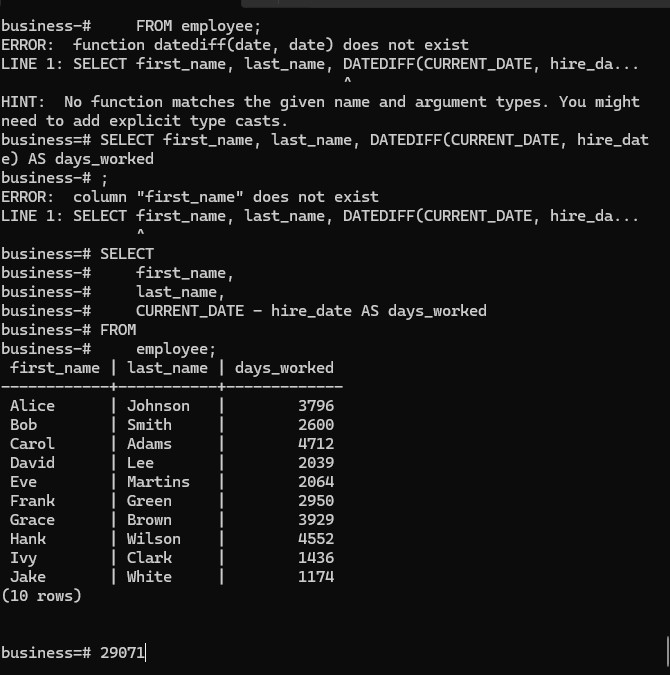 business-#     FROM employee;
ERROR:  function datediff(date, date) does not exist
LINE 1: SELECT first_name, last_name, DATEDIFF(CURRENT_DATE, hire_da...
                                      ^
HINT:  No function matches the given name and argument types. You might
need to add explicit type casts.
business=# SELECT first_name, last_name, DATEDIFF(CURRENT_DATE, hire_dat
e) AS days_worked
business-# ;
ERROR:  column "first_name" does not exist
LINE 1: SELECT first_name, last_name, DATEDIFF(CURRENT_DATE, hire_da...
               ^
business=# SELECT
business-#     first_name,
business-#     last_name,
business-#     CURRENT_DATE - hire_date AS days_worked
business-# FROM
business-#     employee;
 first_name | last_name | days_worked
------------+-----------+-------------
 Alice      | Johnson   |        3796
 Bob        | Smith     |        2600
 Carol      | Adams     |        4712
 David      | Lee       |        2039
 Eve        | Martins   |        2064
 Frank      | Green     |        2950
 Grace      | Brown     |        3929
 Hank       | Wilson    |        4552
 Ivy        | Clark     |        1436
 Jake       | White     |        1174
(10 rows)
business=# 29071